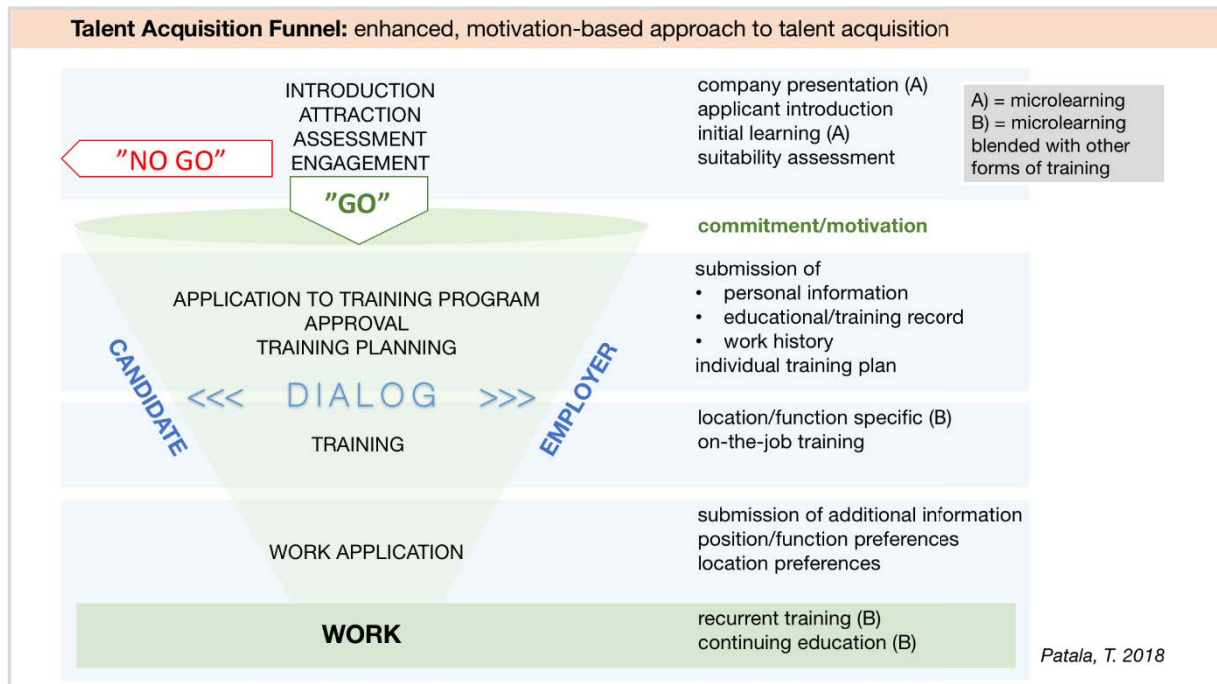 Talent Acquisition Funnel: enhanced, motivation-based approach to talent acquisition
INTRODUCTION
ATTRACTION
ASSESSMENT
ENGAGEMENT
"NO GO"
"GO"
company presentation (A)
applicant introduction
initial learning (A)
suitability assessment
A) = microlearning
B) = microlearning
blended with other
forms of training
commitment/motivation
APPLICATION TO TRAINING PROGRAM
APPROVAL
TRAINING PLANNING
submission of
• personal information
• educational/training record
• work history
individual training plan
CANDIDATE
<<< DIALOG >>>
EMPLOYER
TRAINING
location/function specific (B)
on-the-job training
WORK APPLICATION
submission of additional information
position/function preferences
location preferences
WORK
recurrent training (B)
continuing education (B)
Patala, T. 2018